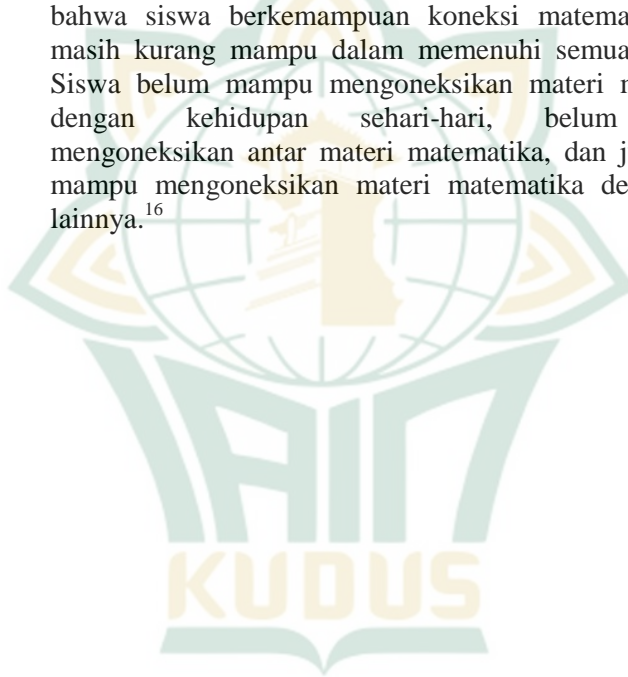 bahwa siswa berkemampuan koneksi matema
masih kurang mampu dalam memenuhi semua
Siswa belum mampu mengoneksikan materi
dengan kehidupan sehari-hari, belum
mengoneksikan antar materi matematika, dan
mampu mengoneksikan materi matematika
lainnya.16
IAIN
KUDUS